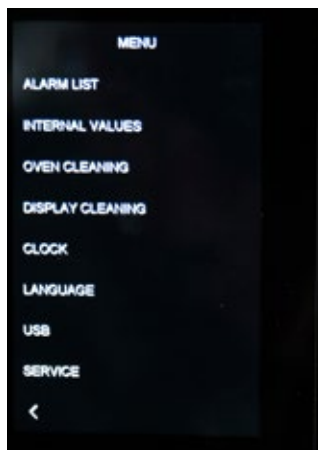 MENU
ALARM LIST
INTERNAL VALUES
OVEN CLEANING
DISPLAY CLEANING
CLOCK
LANGUAGE
USB
SERVICE
<